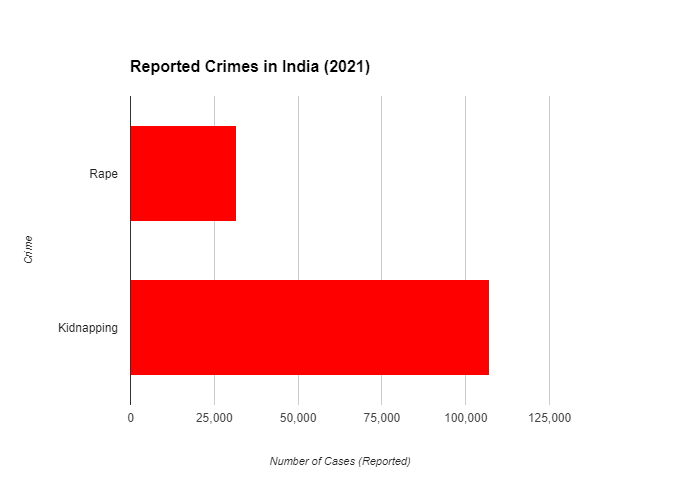 Reported Crimes in India (2021)
Rape
Crime
Kidnapping
0 25,000 50,000 75,000 100,000 125,000
Number of Cases (Reported)